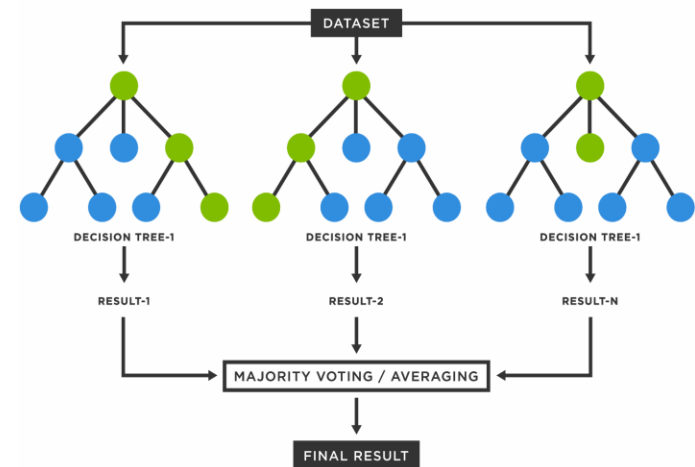 DATASET
DECISION TREE-1
DECISION TREE-1
DECISION TREE-1
RESULT-1
RESULT-2
RESULT-N
MAJORITY VOTING / AVERAGING
FINAL RESULT